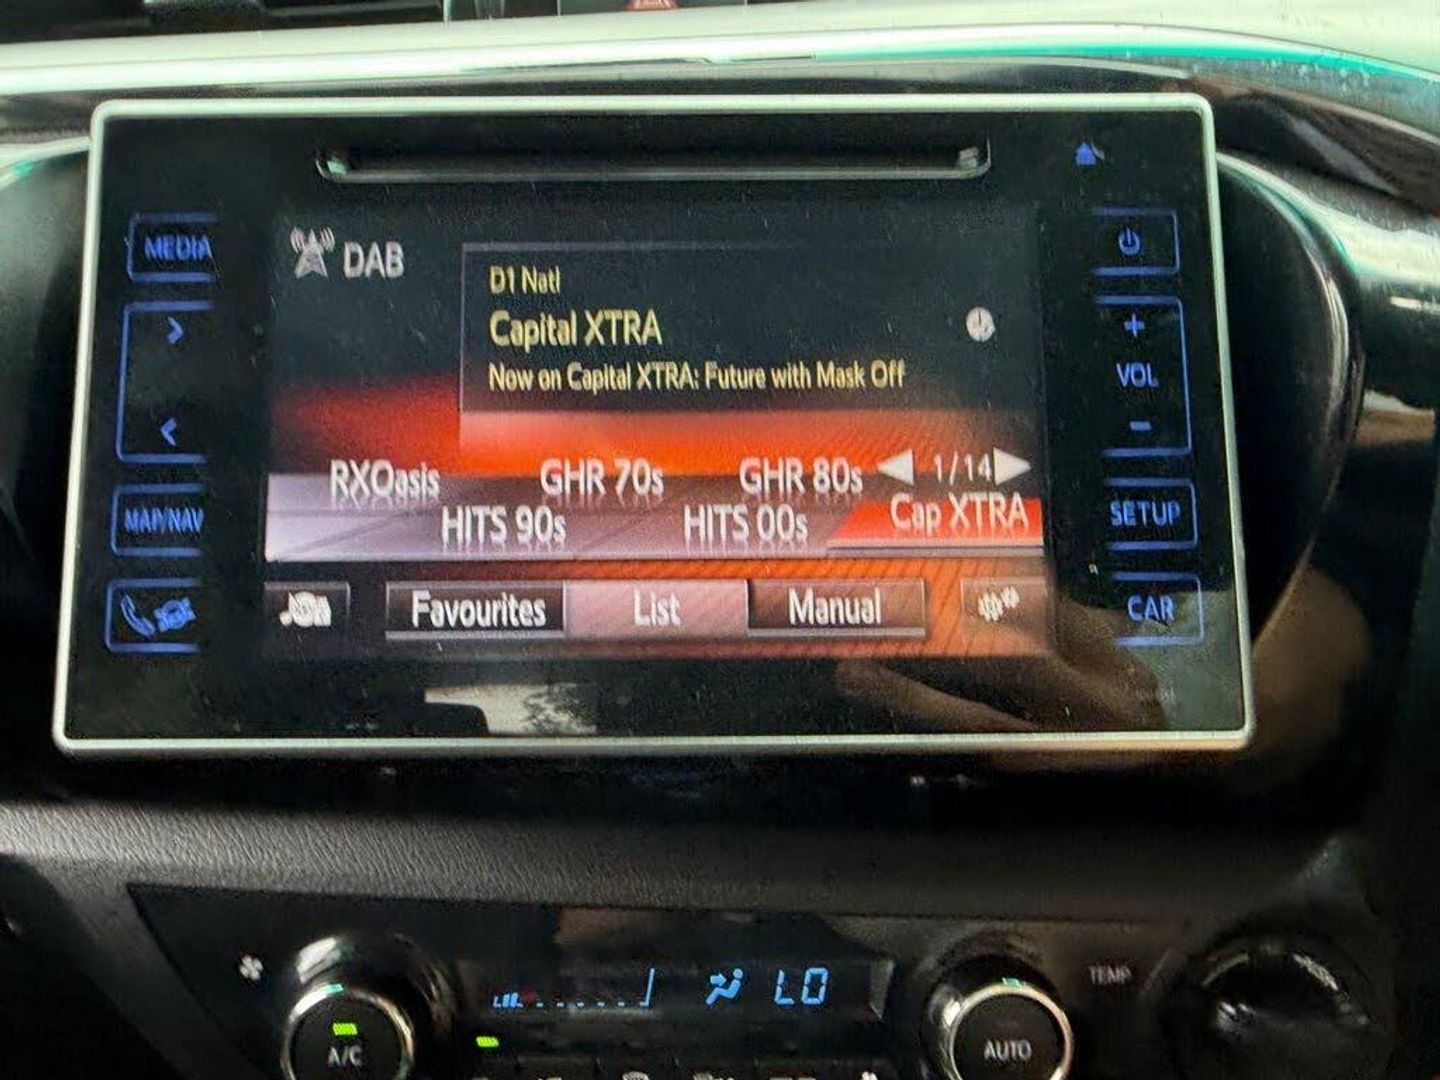 MEDIA
DAB
D1 Natl
Capital XTRA
Now on Capital XTRA: Future with Mask Off
VOL
RXOasis GHR 70s GHR 80s 1/14
HITS 90s HITS 00s Cap XTRA
MAP/NAV
SETUP
Favourites List Manual
CAR
TEMP
LO
A/C
AUTO